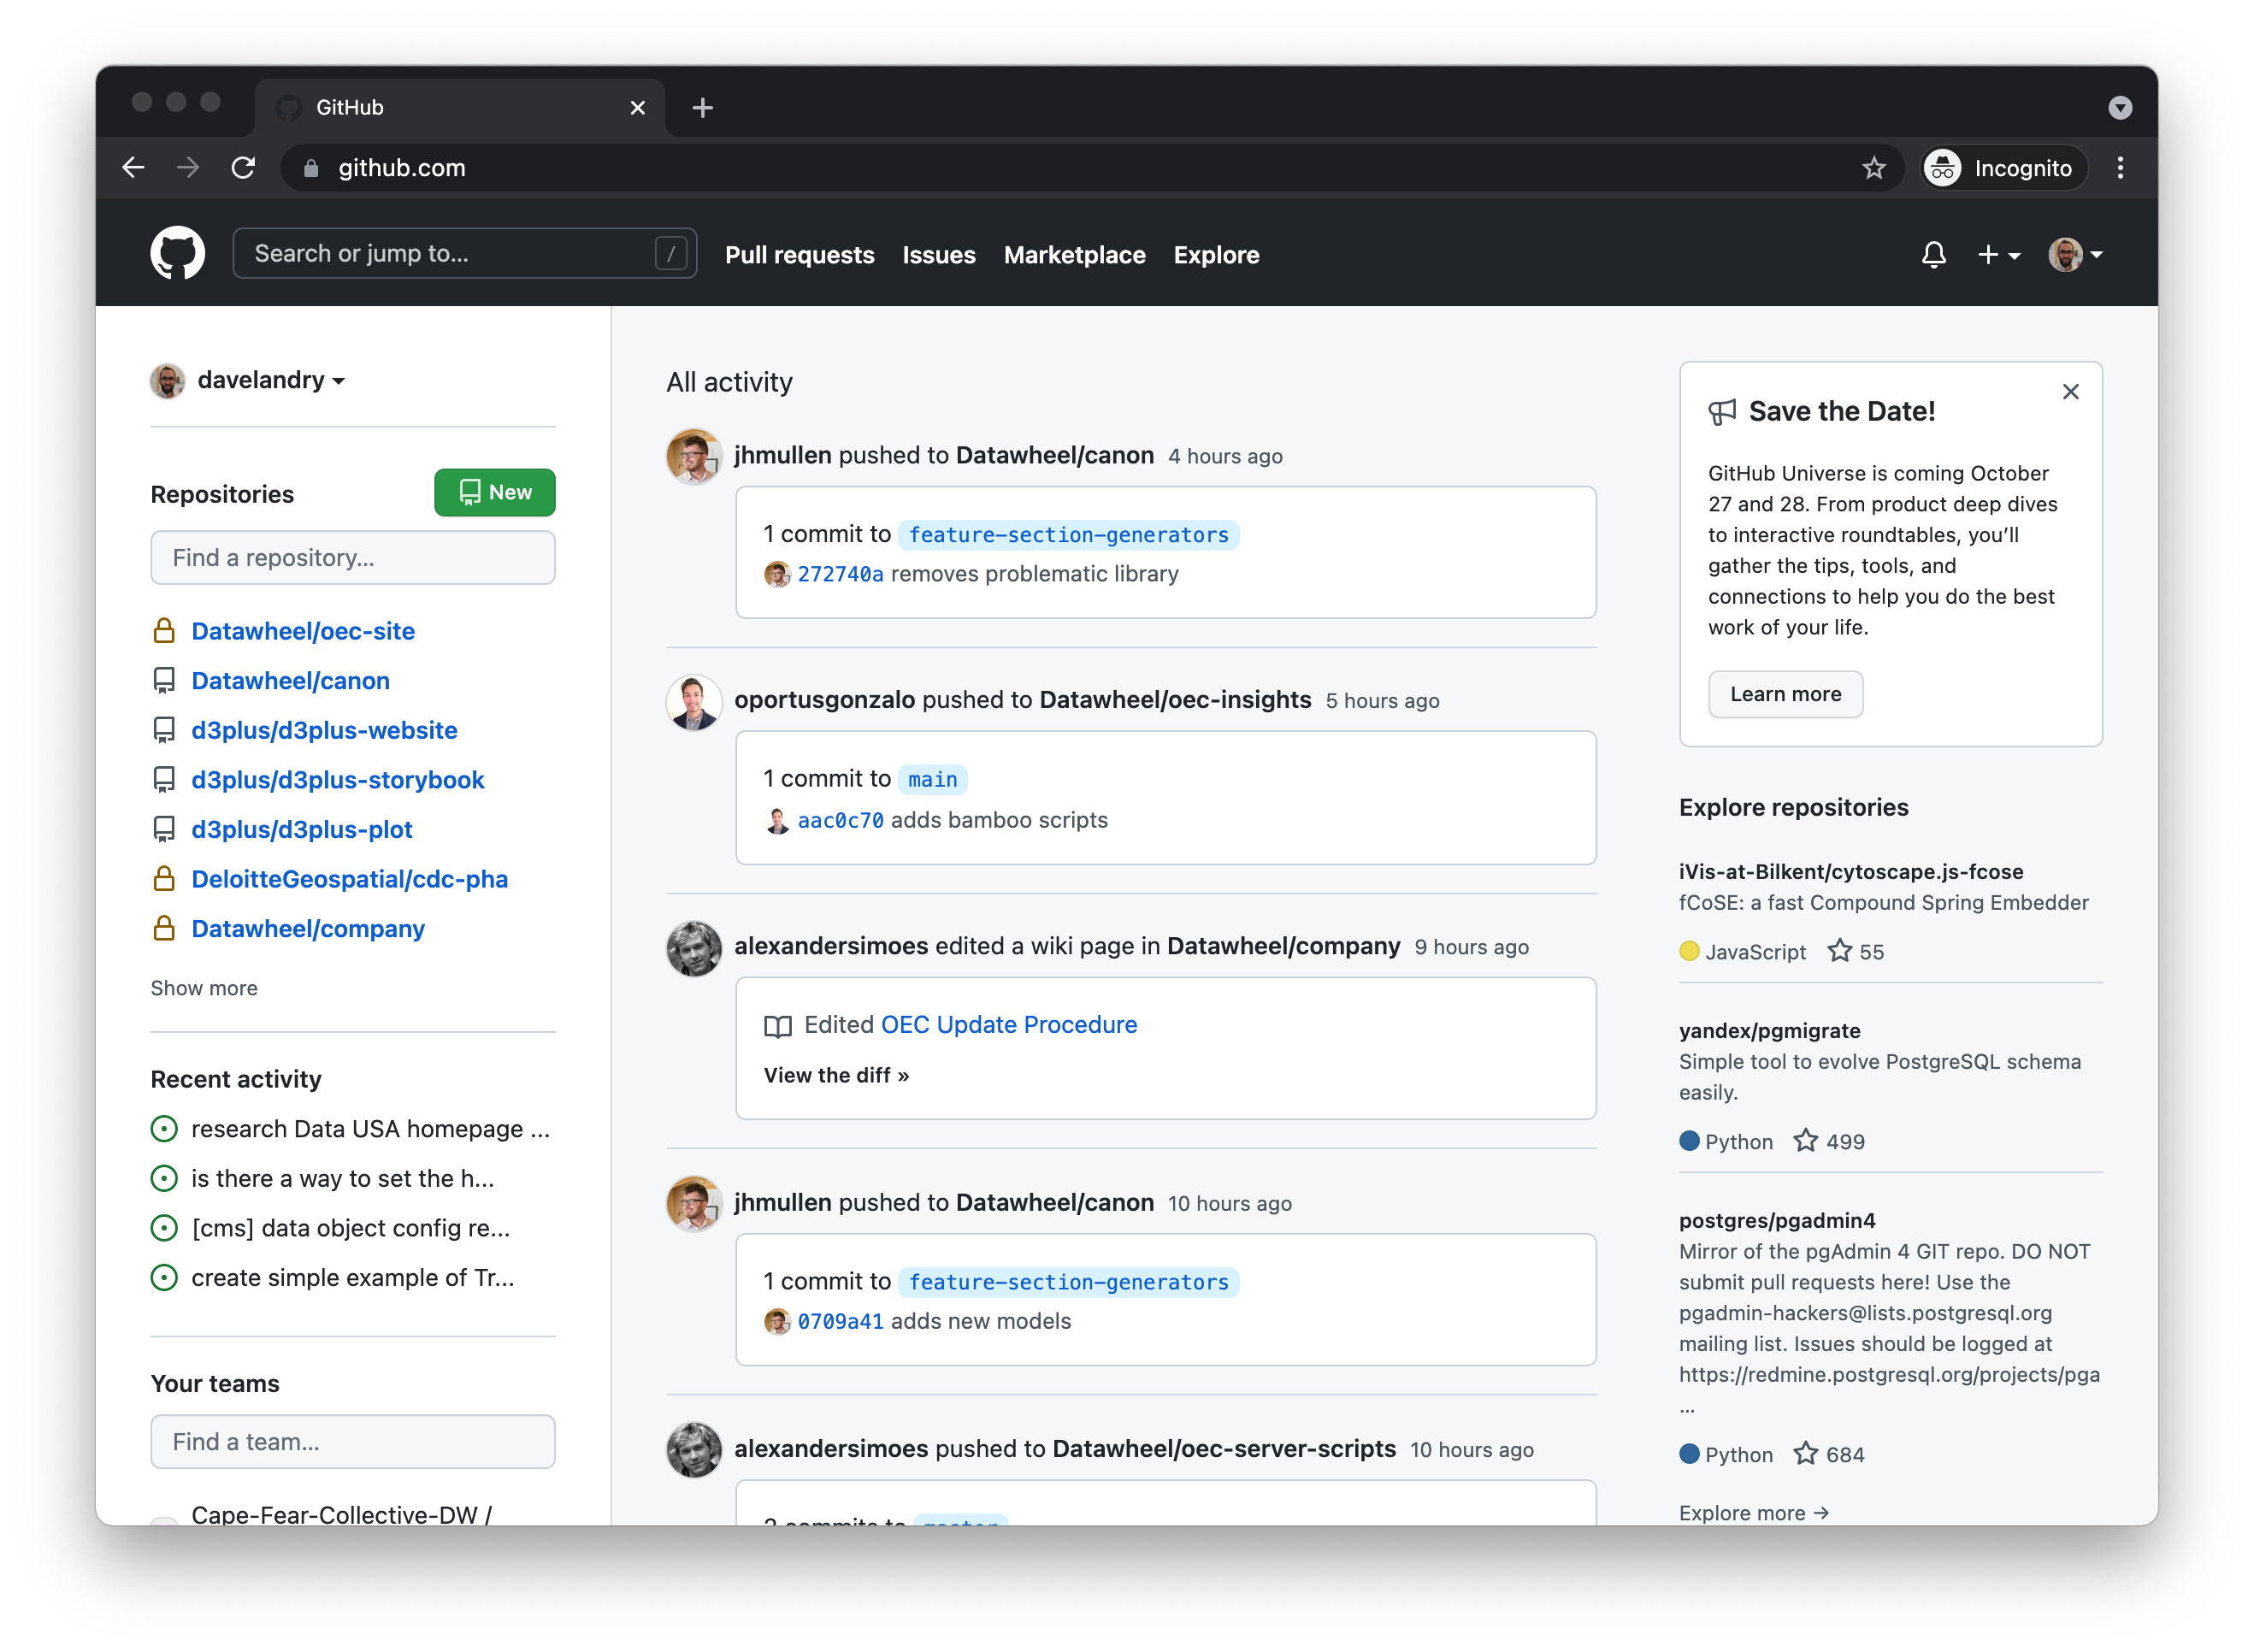 GitHub
github.com
Incognito
Search or jump to...
/
Pull requests
Issues
Marketplace
Explore
davelandry
Repositories
New
Find a repository...
Datawheel/oec-site
Datawheel/canon
d3plus/d3plus-website
d3plus/d3plus-storybook
d3plus/d3plus-plot
DeloitteGeospatial/cdc-pha
Datawheel/company
Show more
Recent activity
research Data USA homepage ...
is there a way to set the h...
[cms] data object config re...
create simple example of Tr...
Your teams
Find a team...
Cape-Fear-Collective-DW /
All activity
jhmullen pushed to Datawheel/canon 4 hours ago
1 commit to feature-section-generators
272740a removes problematic library
oportusgonzalo pushed to Datawheel/oec-insights 5 hours ago
1 commit to main
aac0c70 adds bamboo scripts
alexandersimoes edited a wiki page in Datawheel/company 9 hours ago
Edited OEC Update Procedure
View the diff »
jhmullen pushed to Datawheel/canon 10 hours ago
1 commit to feature-section-generators
0709a41 adds new models
alexandersimoes pushed to Datawheel/oec-server-scripts 10 hours ago
commits to master
Save the Date!
GitHub Universe is coming October
27 and 28. From product deep dives
to interactive roundtables, you’ll
gather the tips, tools, and
connections to help you do the best
work of your life.
Learn more
Explore repositories
iVis-at-Bilkent/cytoscape.js-fcose
fCoSE: a fast Compound Spring Embedder
JavaScript 55
yandex/pgmigrate
Simple tool to evolve PostgreSQL schema
easily.
Python 499
postgres/pgadmin4
Mirror of the pgAdmin 4 GIT repo. DO NOT
submit pull requests here! Use the
pgadmin-hackers@lists.postgresql.org
mailing list. Issues should be logged at
https://redmine.postgresql.org/projects/pga
...
Python 684
Explore more →